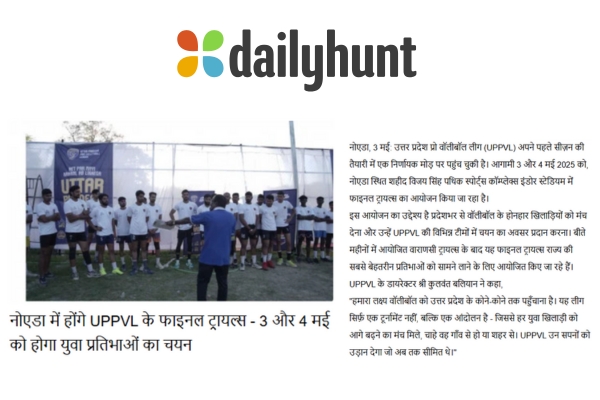 dailyhunt
UTTAR
नोएडा में होंगे UPPVL के फाइनल ट्रायल्स - 3 और 4 मई
को होगा युवा प्रतिभाओं का चयन
नोएडा, 3 मई: उत्तर प्रदेश प्रो वॉलीबॉल लीग (UPPVL) अपने पहले सीज़न की
तैयारी में एक निर्णायक मोड़ पर पहुंच चुकी है। आगामी 3 और 4 मई 2025 को,
नोएडा स्थित शहीद विजय सिंह पथिक स्पोर्ट्स कॉम्प्लेक्स इंडोर स्टेडियम में
फाइनल ट्रायल्स का आयोजन किया जा रहा है।
इस आयोजन का उद्देश्य है प्रदेशभर से वॉलीबॉल के होनहार खिलाड़ियों को मंच
देना और उन्हें UPPVL की विभिन्न टीमों में चयन का अवसर प्रदान करना। बीते
महीनों में आयोजित वाराणसी ट्रायल्स के बाद यह फाइनल ट्रायल्स राज्य की
सबसे बेहतरीन प्रतिभाओं को सामने लाने के लिए आयोजित किए जा रहे हैं।
UPPVL के डायरेक्टर श्री कुलवंत बलियान ने कहा,
"हमारा लक्ष्य वॉलीबॉल को उत्तर प्रदेश के कोने-कोने तक पहुँचाना है। यह लीग
सिर्फ़ एक टूर्नामेंट नहीं, बल्कि एक आंदोलन है - जिससे हर युवा खिलाड़ी को
आगे बढ़ने का मंच मिले, चाहे वह गाँव से हो या शहर से। UPPVL उन सपनों को
उड़ान देगा जो अब तक सीमित थे।"